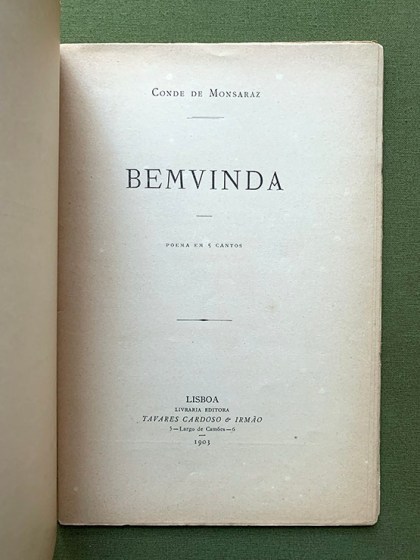 CONDE DE MONSARAZ
BEMVINDA
POEMA EM 5 CANTOS
LISBOA
LIVRARIA EDITORA
TAVARES CARDOSO & IRMÃO
5—Largo de Camões—6
1903